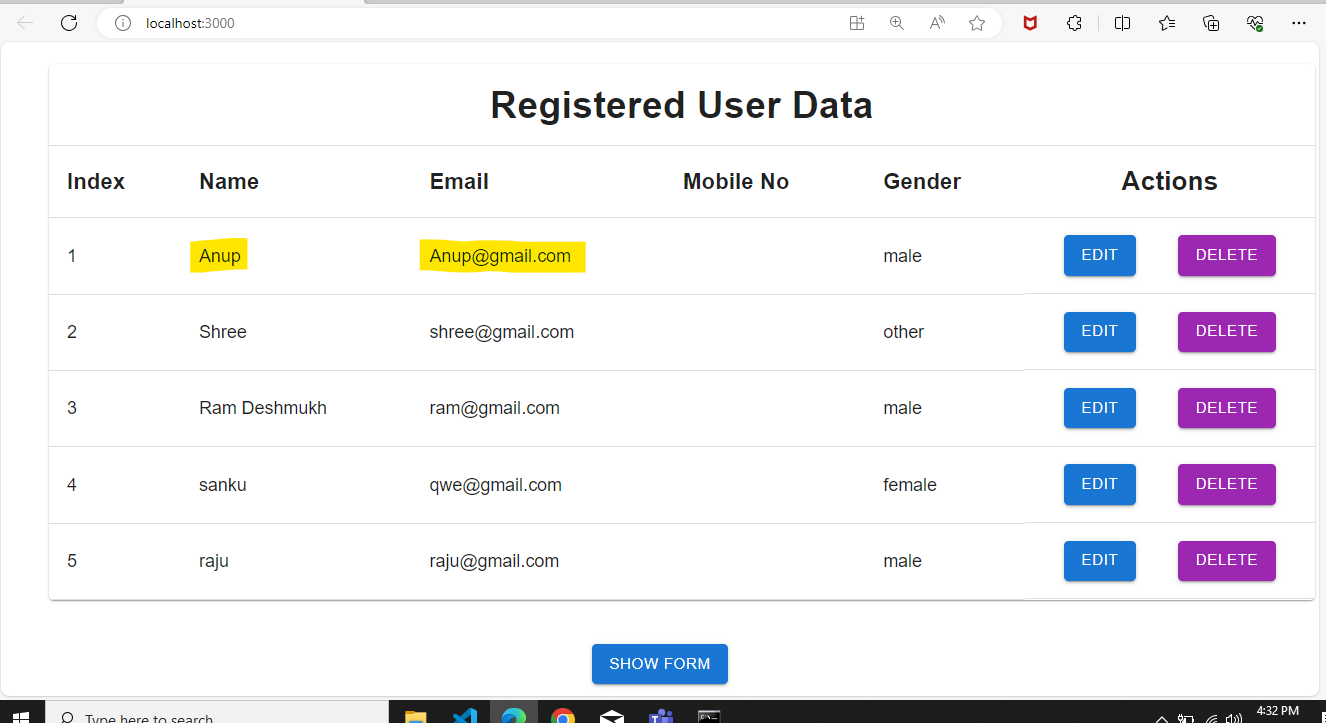 localhost:3000
Registered User Data
Index Name Email Mobile No Gender Actions
1 Anup Anup@gmail.com male EDIT DELETE
2 Shree shree@gmail.com other EDIT DELETE
3 Ram Deshmukh ram@gmail.com male EDIT DELETE
4 sanku qwe@gmail.com female EDIT DELETE
5 raju raju@gmail.com male EDIT DELETE
SHOW FORM
Type here to search
4:32 PM